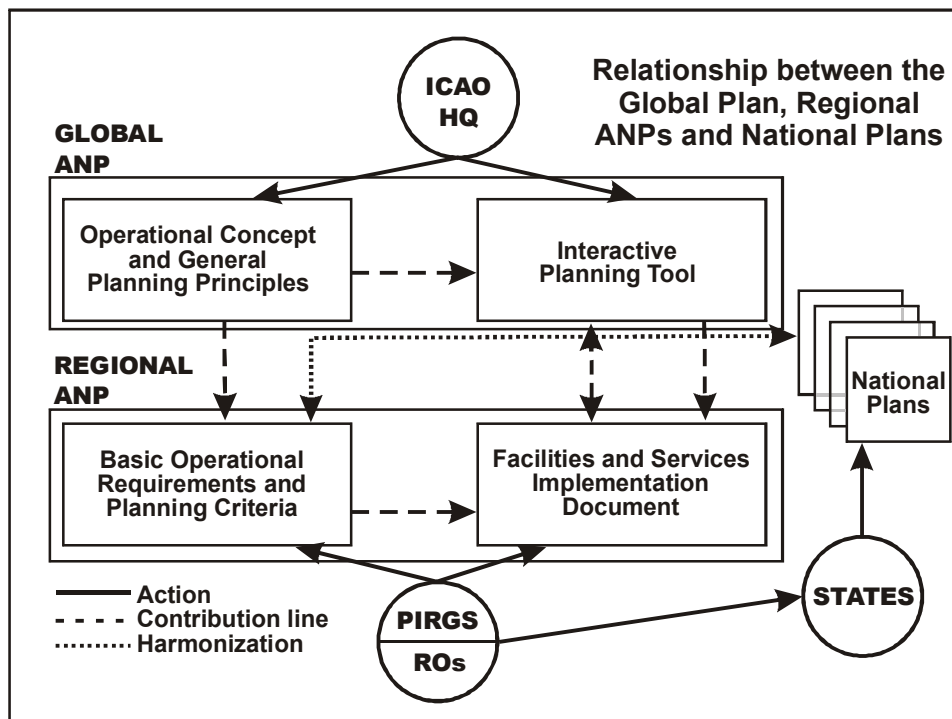 ICAO
HQ
Relationship between the
Global Plan, Regional
ANPs and National Plans
GLOBAL
ANP
Operational Concept
and General
Planning Principles
Interactive
Planning Tool
REGIONAL
ANP
National
Plans
Basic Operational
Requirements and
Planning Criteria
Facilities and Services
Implementation
Document
Action
Contribution line
Harmonization
PIRGS
ROs
STATES